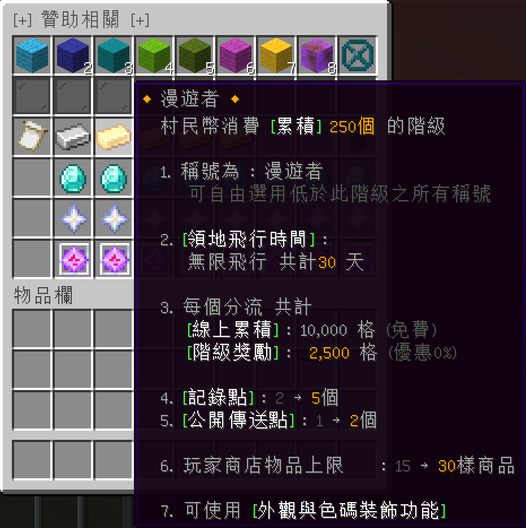 [+] 贊助相關 [+]
2 3 4 5 6 7 8
◆ 漫遊者 ◆
村民幣消費 [累積] 250個 的階級
1. 稱號為 : 漫遊者
可自由選用低於此階級之所有稱號
2. [領地飛行時間] :
無限飛行 共計30 天
3. 每個分流 共計
[線上累積] : 10,000 格 (免費)
[階級獎勵] : 2,500 格 (優惠0%)
物品欄
4. [記錄點] : 2 → 5個
5. [公開傳送點] : 1 → 2個
6. 玩家商店物品上限 : 15 → 30樣商品
7. 可使用 [外觀與色碼裝飾功能]